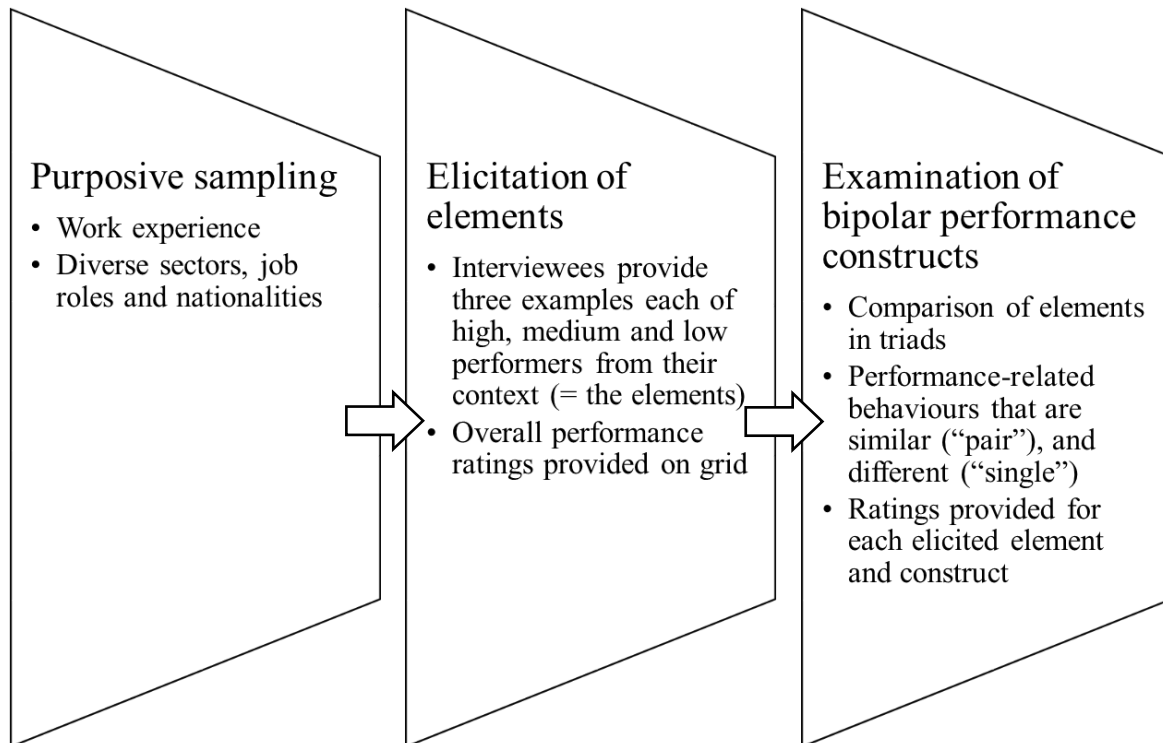 Purposive sampling
• Work experience
• Diverse sectors, job
roles and nationalities
Elicitation of
elements
• Interviewees provide
three examples each of
high, medium and low
performers from their
context (= the elements)
• Overall performance
ratings provided on grid
Examination of
bipolar performance
constructs
• Comparison of elements
in triads
• Performance-related
behaviours that are
similar (“pair”), and
different (“single”)
• Ratings provided for
each elicited element
and construct